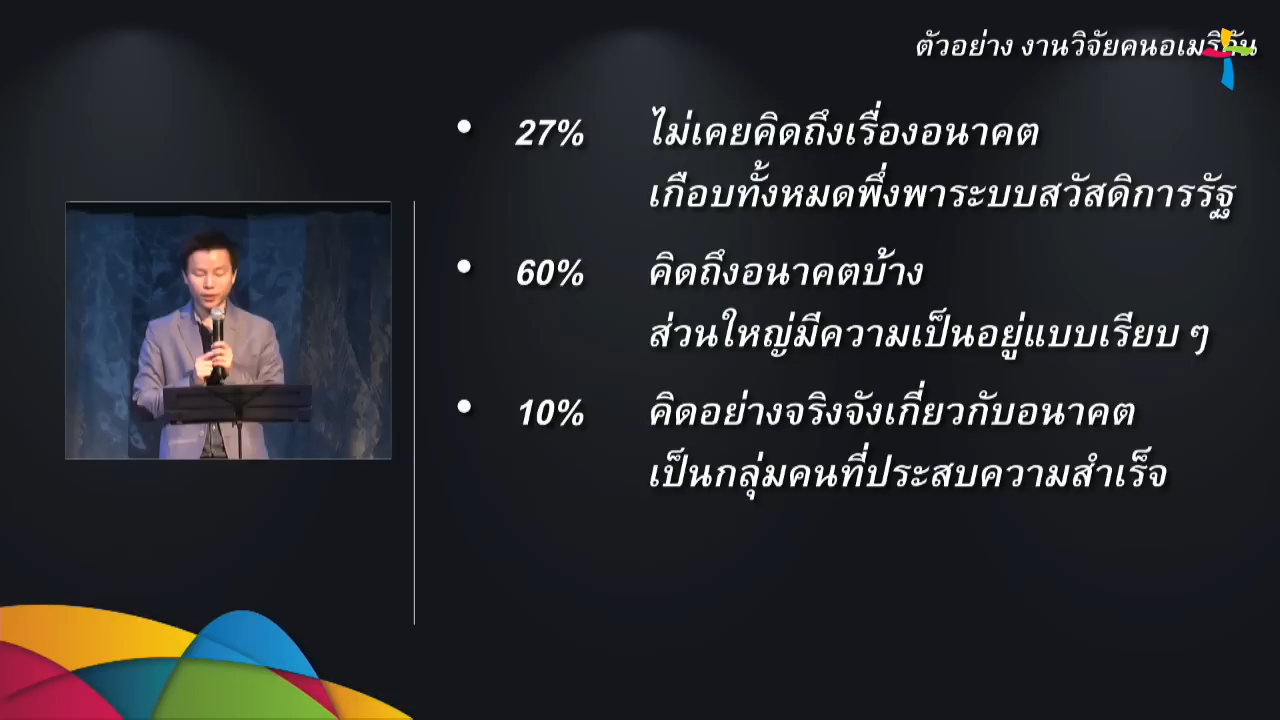 ตัวอย่าง งานวิจัยคนอเมริกัน
• 27% ไม่เคยคิดถึงเรื่องอนาคต
เกือบทั้งหมดพึ่งพาระบบสวัสดิการรัฐ
• 60% คิดถึงอนาคตบ้าง
ส่วนใหญ่มีความเป็นอยู่แบบเรียบ ๆ
• 10% คิดอย่างจริงจังเกี่ยวกับอนาคต
เป็นกลุ่มคนที่ประสบความสำเร็จ